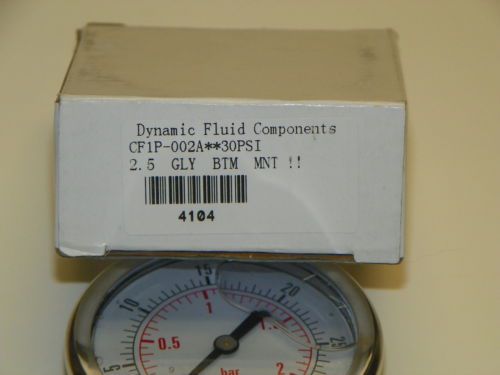 Dynamic Fluid Components
CF1P-002A**30PSI
2.5 GLY BTM MNT !!
4104
15
10
20
25
5
1
0.5
2
bar